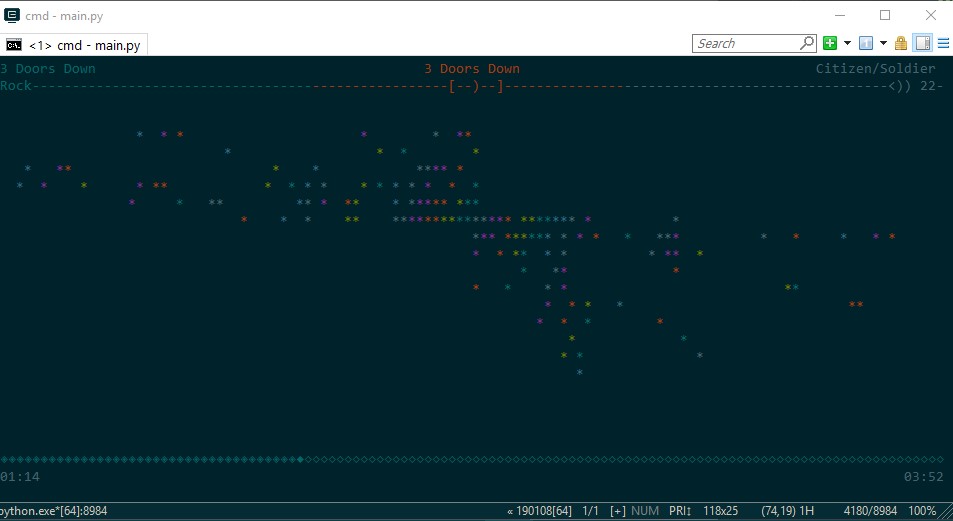 cmd - main.py
<1> cmd - main.py
Search
3 Doors Down 3 Doors Down Citizen/Soldier
Rock-----------------------------------------------------[--)--]------------------------------------------------<)) 22-
01:14 03:52
python.exe*[64]:8984 « 190108[64] 1/1 [+] NUM PRI↕ 118x25 (74,19) 1H 4180/8984 100%